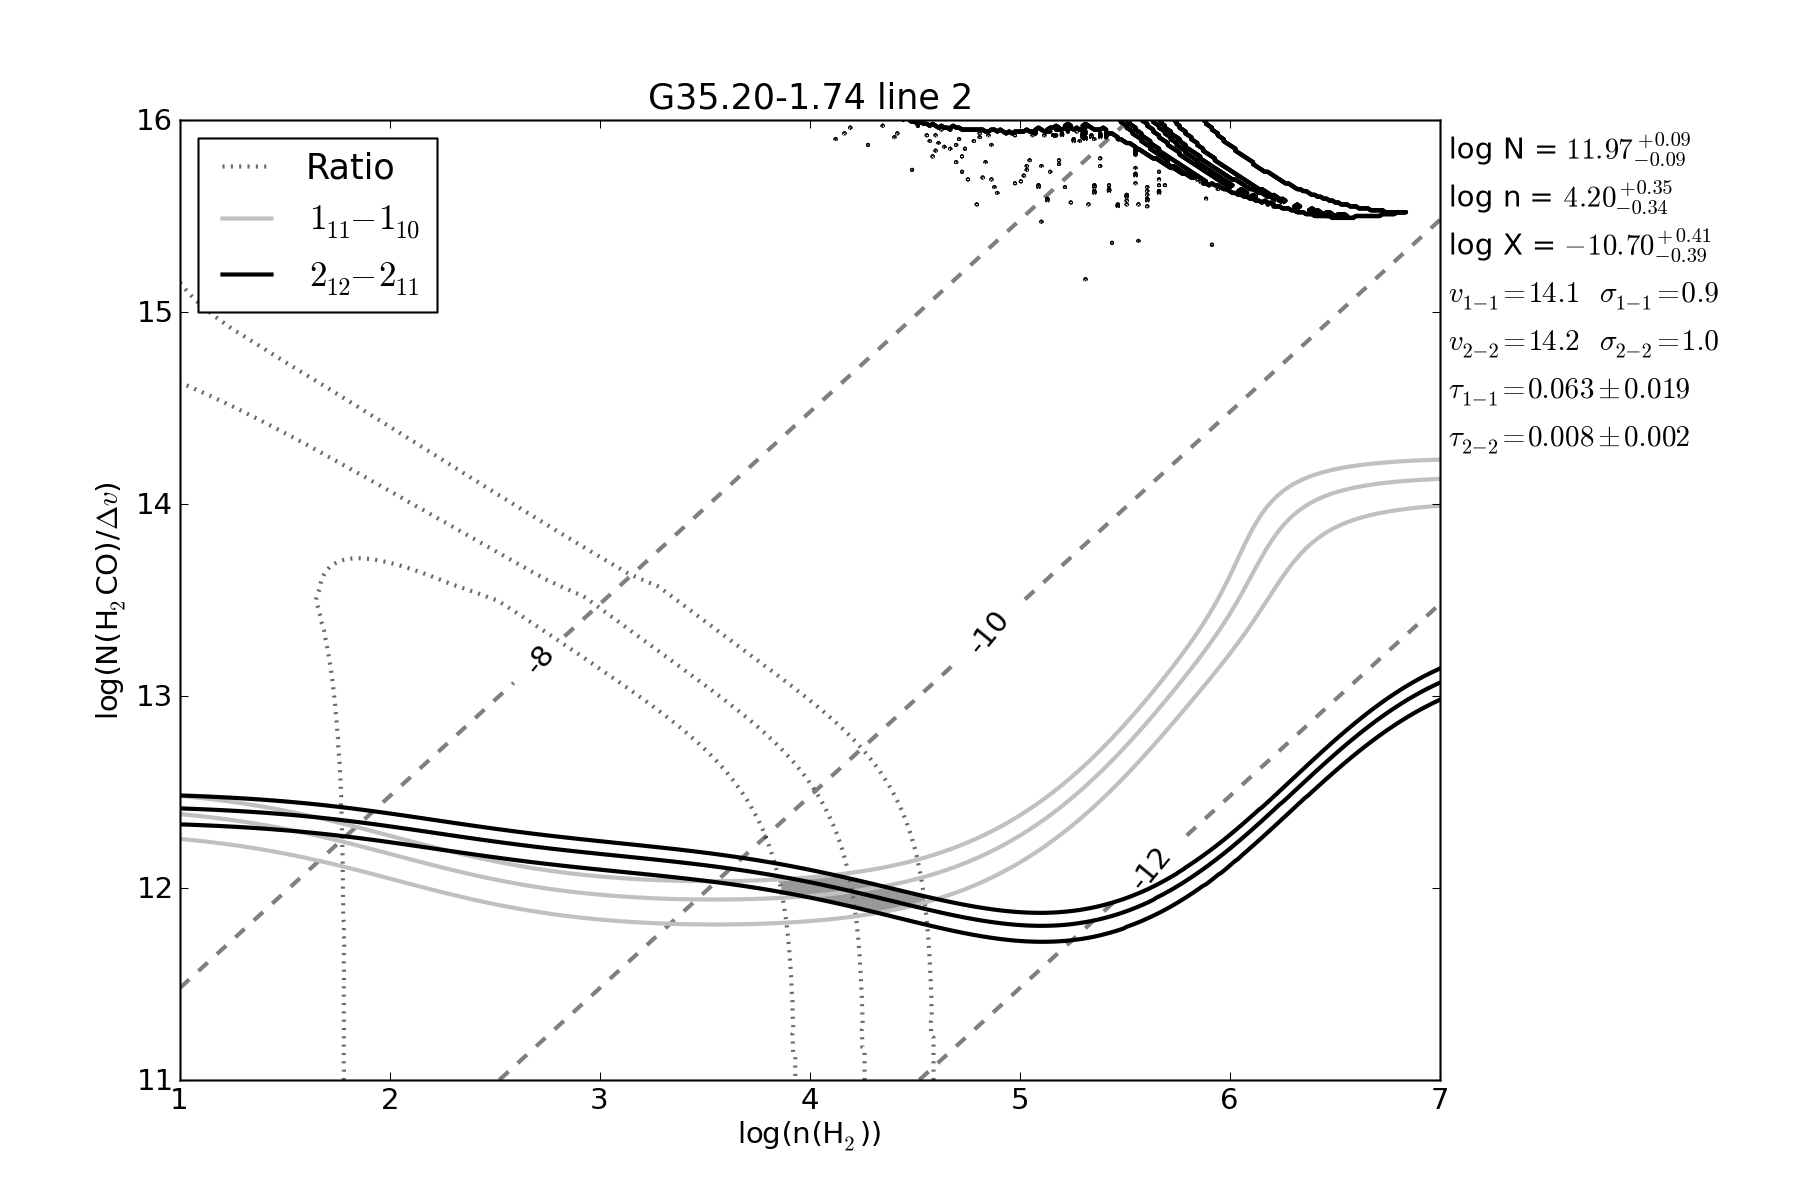 G35.20-1.74 line 2
16
15
14
13
12
11
1 2 3 4 5 6 7
log(N(H₂CO)/Δv)
log(n(H₂))
Ratio
1₁₁−1₁₀
2₁₂−2₁₁
-8
-10
-12
log N = 11.97 +0.09 −0.09
log n = 4.20 +0.35 −0.34
log X = −10.70 +0.41 −0.39
v₁₋₁=14.1 σ₁₋₁=0.9
v₂₋₂=14.2 σ₂₋₂=1.0
τ₁₋₁=0.063±0.019
τ₂₋₂=0.008±0.002